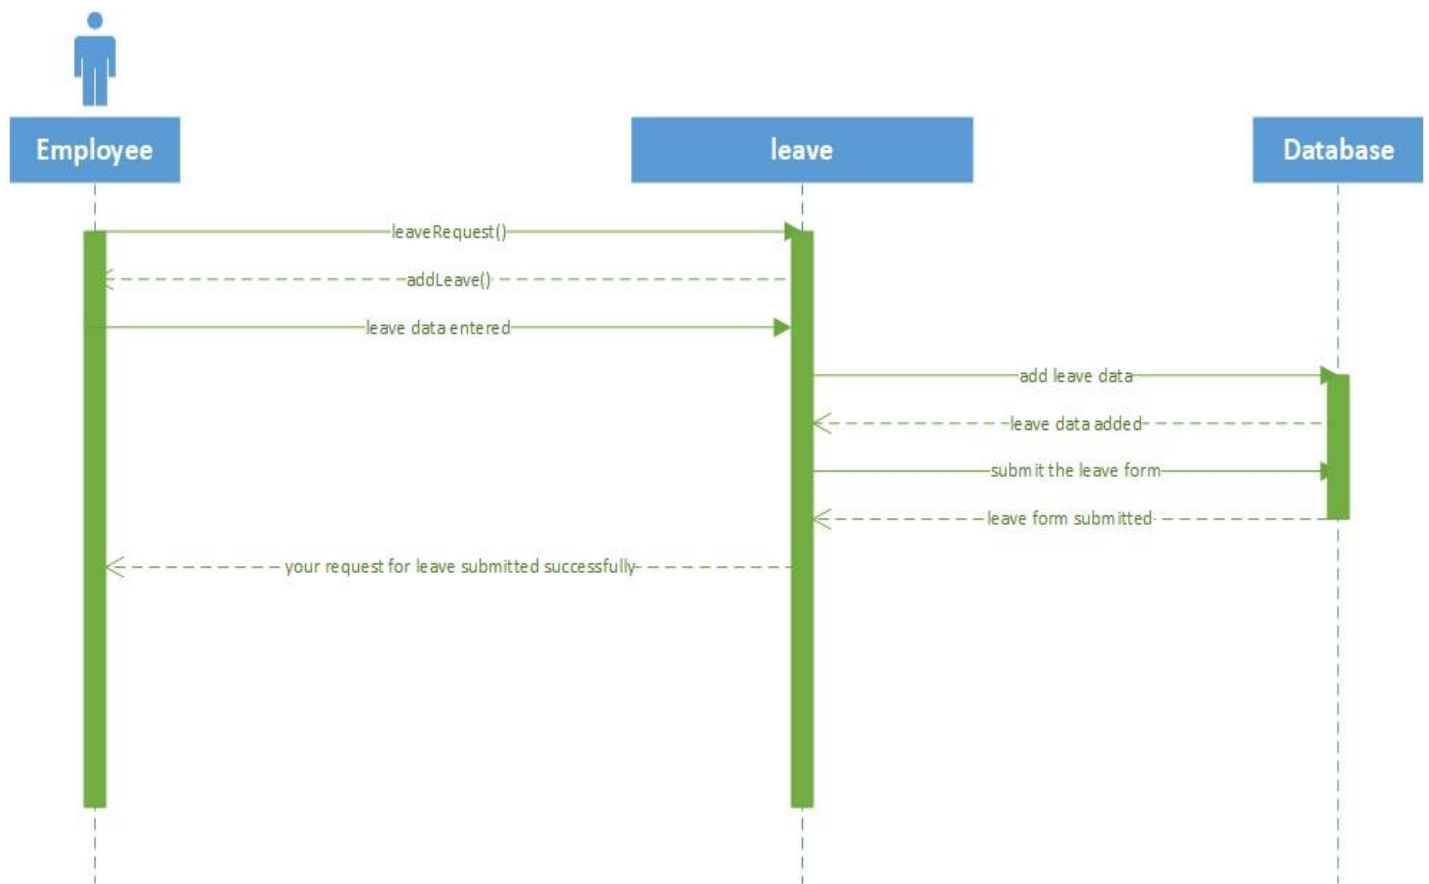 Employee
leave
Database
leaveRequest()
addLeave()
leave data entered
add leave data
leave data added
submit the leave form
leave form submitted
your request for leave submitted successfully